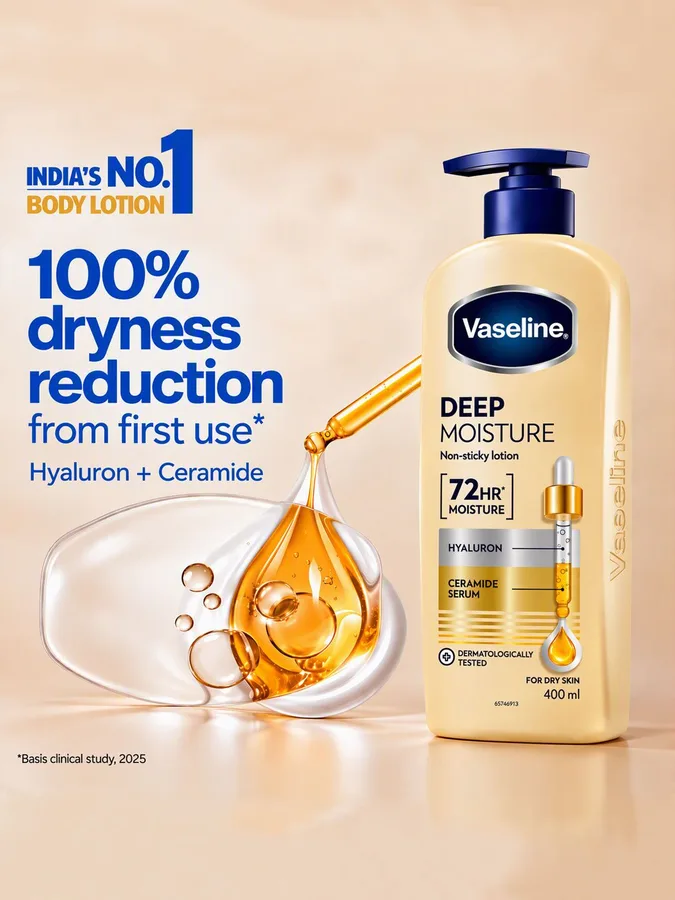 INDIA'S NO.1
BODY LOTION
100%
dryness
reduction
from first use*
Hyaluron + Ceramide
Vaseline®
DEEP
MOISTURE
Non-sticky lotion
72HR*
MOISTURE
HYALURON
CERAMIDE
SERUM
DERMATOLOGICALLY
TESTED
FOR DRY SKIN
400 ml
65746913
Vaseline
*Basis clinical study, 2025